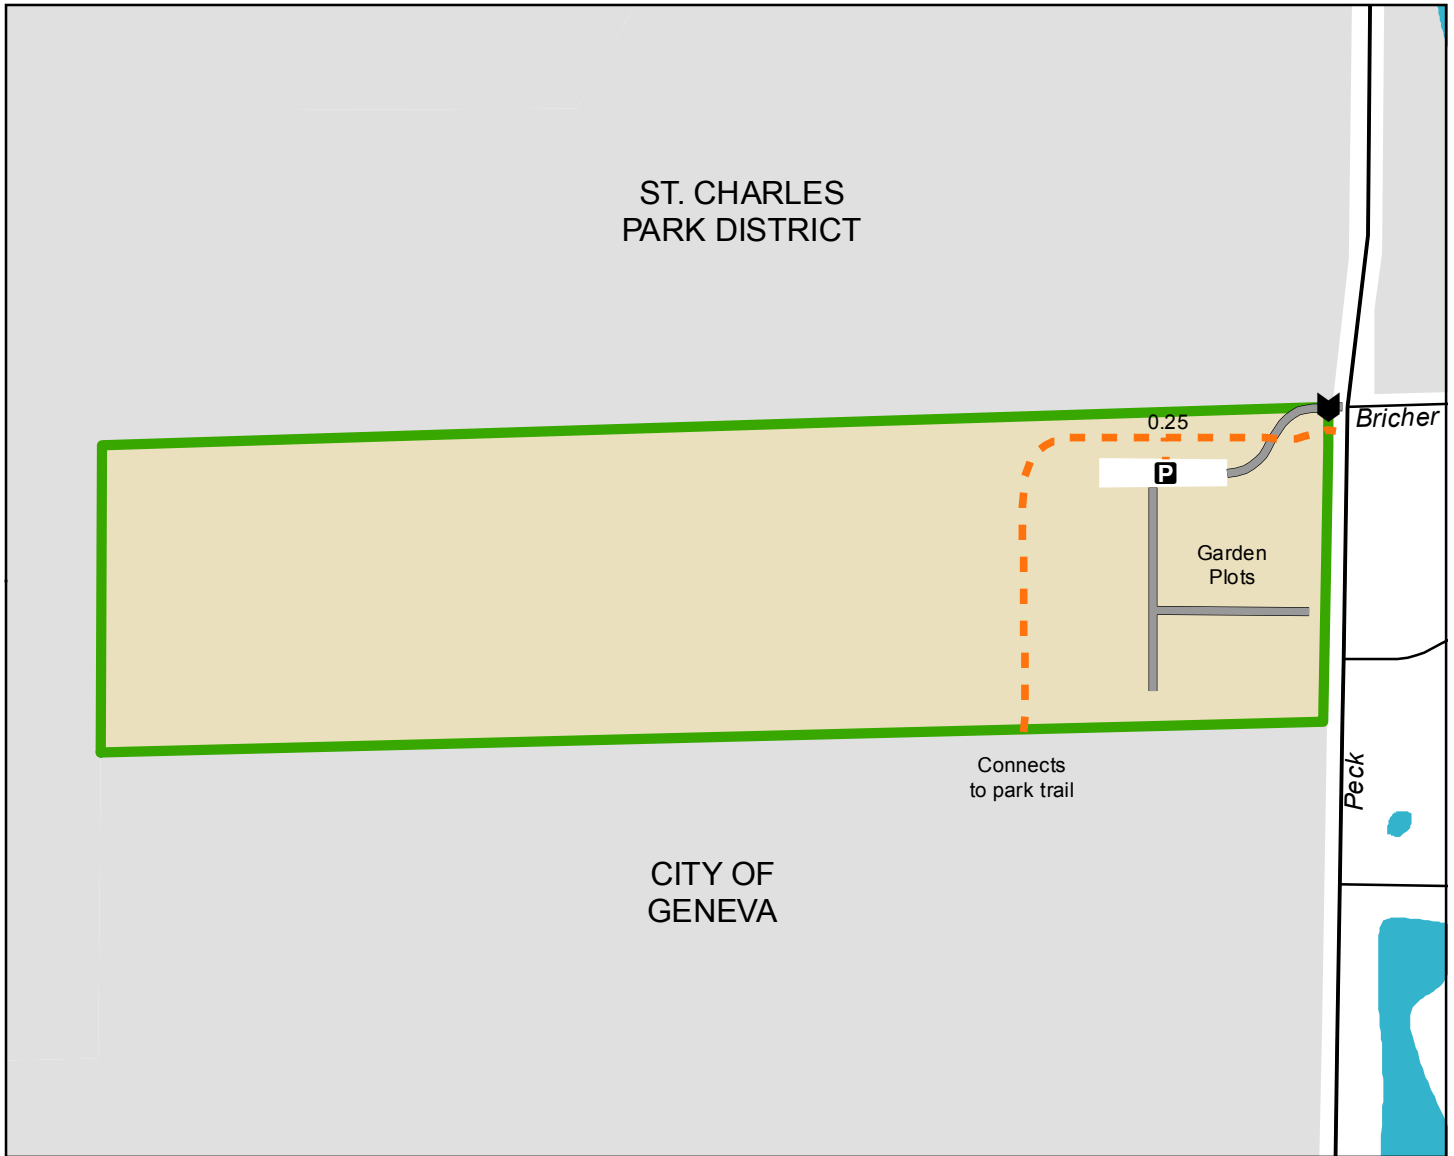 ST. CHARLES
PARK DISTRICT
0.25
Bricher
P
Garden
Plots
Connects
to park trail
Peck
CITY OF
GENEVA